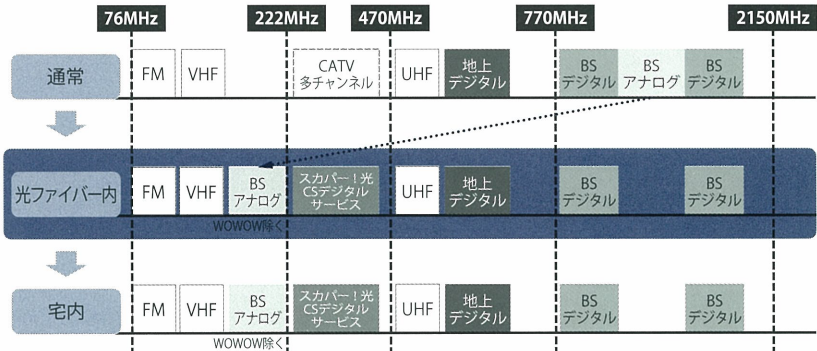 76MHz 222MHz 470MHz 770MHz 2150MHz
通常
FM
VHF
CATV
多チャンネル
UHF
地上
デジタル
BS
デジタル
BS
アナログ
BS
デジタル
光ファイバー内
FM
VHF
BS
アナログ
スカパー！光
CSデジタル
サービス
UHF
地上
デジタル
BS
デジタル
BS
デジタル
WOWOW除く
宅内
FM
VHF
BS
アナログ
スカパー！光
CSデジタル
サービス
UHF
地上
デジタル
BS
デジタル
BS
デジタル
WOWOW除く